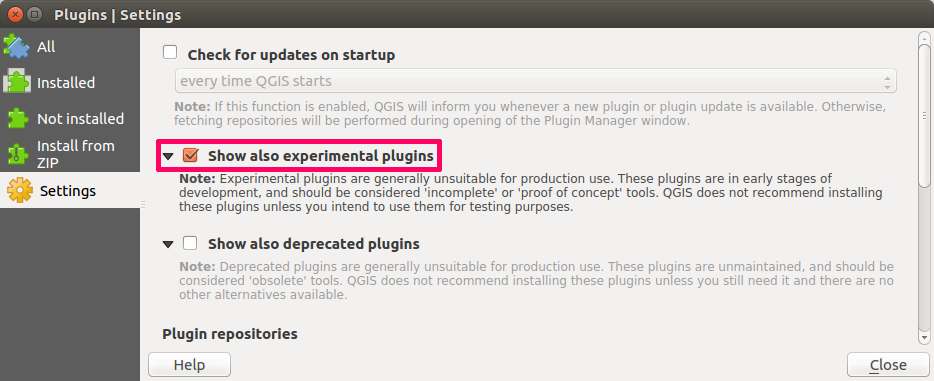 Plugins | Settings
All
Installed
Not installed
Install from
ZIP
Settings
Check for updates on startup
every time QGIS starts
Note: If this function is enabled, QGIS will inform you whenever a new plugin or plugin update is available. Otherwise,
fetching repositories will be performed during opening of the Plugin Manager window.
Show also experimental plugins
Note: Experimental plugins are generally unsuitable for production use. These plugins are in early stages of
development, and should be considered 'incomplete' or 'proof of concept' tools. QGIS does not recommend installing
these plugins unless you intend to use them for testing purposes.
Show also deprecated plugins
Note: Deprecated plugins are generally unsuitable for production use. These plugins are unmaintained, and should be
considered 'obsolete' tools. QGIS does not recommend installing these plugins unless you still need it and there are
no other alternatives available.
Plugin repositories
Help
Close